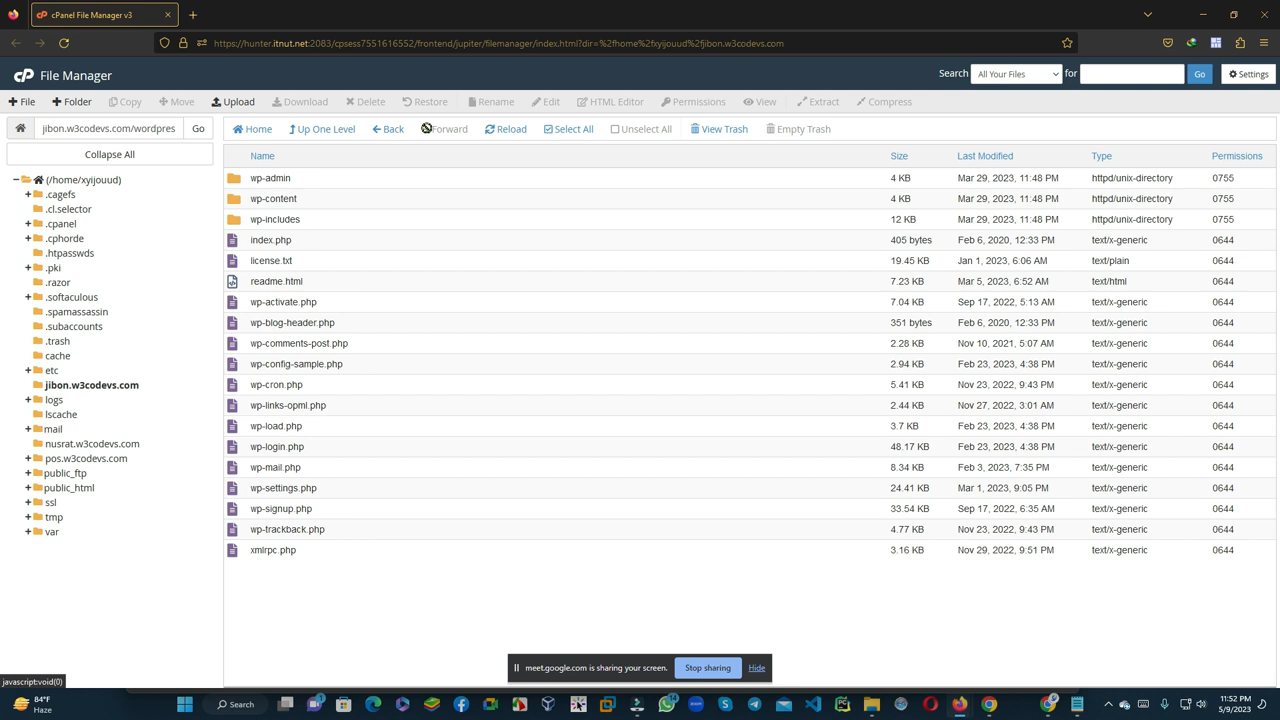 cPanel File Manager v3
https://hunter.itnut.net:2083/cpsess7551616552/frontend/jupiter/filemanager/index.html?dir=%2fhome%2fxyijouud%2fjibon.w3codevs.com
File Manager
Search All Your Files for Go Settings
File Folder Copy Move Upload Download Delete Restore Rename Edit HTML Editor Permissions View Extract Compress
jibon.w3codevs.com/wordpres Go
Home Up One Level Back Forward Reload Select All Unselect All View Trash Empty Trash
Collapse All
(/home/xyijouud)
.cagefs
.cl.selector
.cpanel
.cphorde
.htpasswds
.pki
.razor
.softaculous
.spamassassin
.subaccounts
.trash
cache
etc
jibon.w3codevs.com
logs
lscache
mail
nusrat.w3codevs.com
pos.w3codevs.com
public_ftp
public_html
ssl
tmp
var
Name Size Last Modified Type Permissions
wp-admin 4 KB Mar 29, 2023, 11:48 PM httpd/unix-directory 0755
wp-content 4 KB Mar 29, 2023, 11:48 PM httpd/unix-directory 0755
wp-includes 12 KB Mar 29, 2023, 11:48 PM httpd/unix-directory 0755
index.php 405 bytes Feb 6, 2020, 12:33 PM text/x-generic 0644
license.txt 19.45 KB Jan 1, 2023, 6:06 AM text/plain 0644
readme.html 7.23 KB Mar 5, 2023, 6:52 AM text/html 0644
wp-activate.php 7.04 KB Sep 17, 2022, 5:13 AM text/x-generic 0644
wp-blog-header.php 351 bytes Feb 6, 2020, 12:33 PM text/x-generic 0644
wp-comments-post.php 2.28 KB Nov 10, 2021, 5:07 AM text/x-generic 0644
wp-config-sample.php 2.94 KB Feb 23, 2023, 4:38 PM text/x-generic 0644
wp-cron.php 5.41 KB Nov 23, 2022, 9:43 PM text/x-generic 0644
wp-links-opml.php 2.44 KB Nov 27, 2022, 3:01 AM text/x-generic 0644
wp-load.php 3.7 KB Feb 23, 2023, 4:38 PM text/x-generic 0644
wp-login.php 48.17 KB Feb 23, 2023, 4:38 PM text/x-generic 0644
wp-mail.php 8.34 KB Feb 3, 2023, 7:35 PM text/x-generic 0644
wp-settings.php 24.41 KB Mar 1, 2023, 9:05 PM text/x-generic 0644
wp-signup.php 33.54 KB Sep 17, 2022, 6:35 AM text/x-generic 0644
wp-trackback.php 4.77 KB Nov 23, 2022, 9:43 PM text/x-generic 0644
xmlrpc.php 3.16 KB Nov 29, 2022, 9:51 PM text/x-generic 0644
meet.google.com is sharing your screen. Stop sharing Hide
javascript:void(0)
84°F
Haze
Search
11:52 PM
5/9/2023